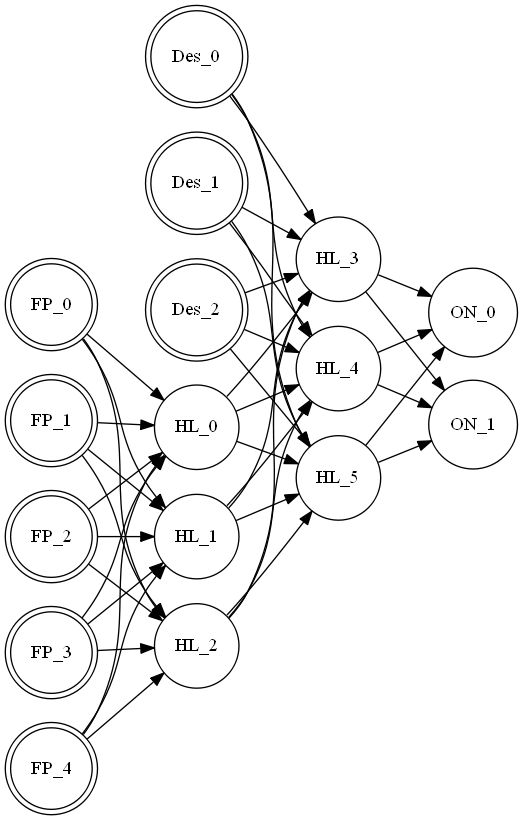 Des_0
Des_1
Des_2
FP_0
FP_1
FP_2
FP_3
FP_4
HL_0
HL_1
HL_2
HL_3
HL_4
HL_5
ON_0
ON_1